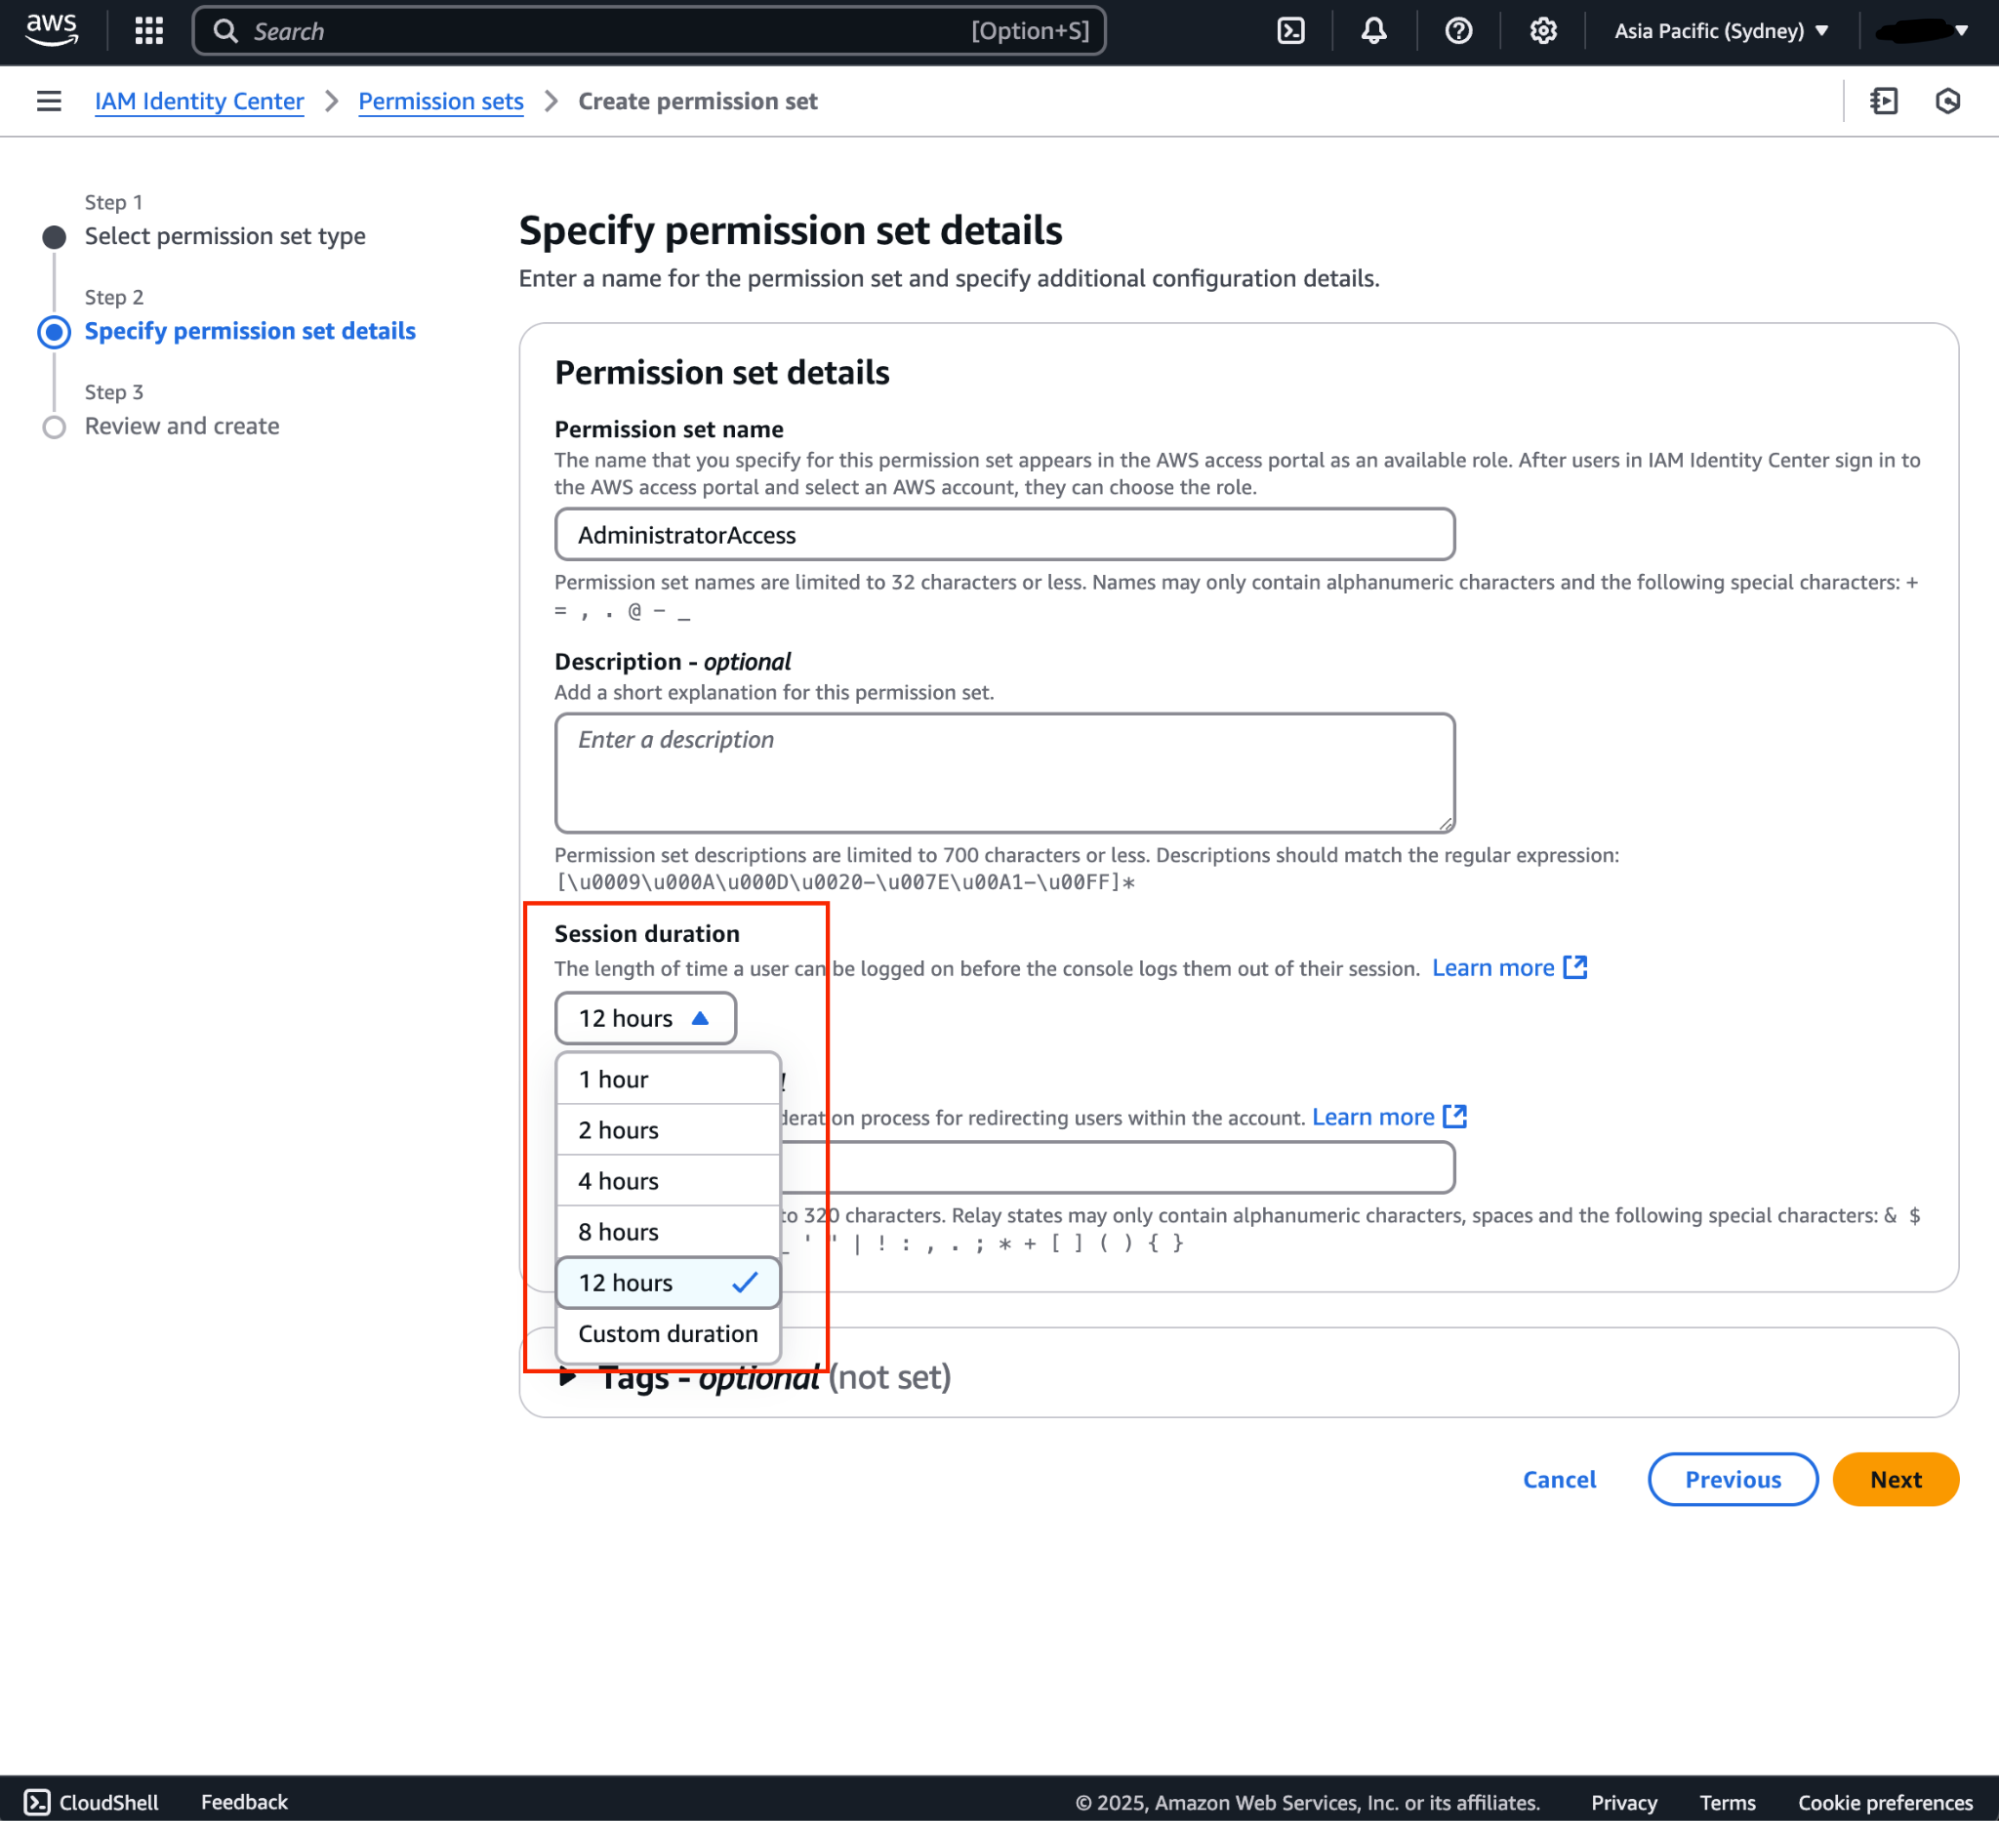 aws
Search
[Option+S]
Asia Pacific (Sydney)
IAM Identity Center
Permission sets
Create permission set
Step 1
Select permission set type
Step 2
Specify permission set details
Step 3
Review and create
Specify permission set details
Enter a name for the permission set and specify additional configuration details.
Permission set details
Permission set name
The name that you specify for this permission set appears in the AWS access portal as an available role. After users in IAM Identity Center sign in to
the AWS access portal and select an AWS account, they can choose the role.
AdministratorAccess
Permission set names are limited to 32 characters or less. Names may only contain alphanumeric characters and the following special characters: +
= , . @ - _
Description - optional
Add a short explanation for this permission set.
Enter a description
Permission set descriptions are limited to 700 characters or less. Descriptions should match the regular expression:
[\u0009\u000A\u000D\u0020-\u007E\u00A1-\u00FF]*
Session duration
The length of time a user can be logged on before the console logs them out of their session. Learn more
12 hours
1 hour
2 hours
4 hours
8 hours
12 hours
Custom duration
process for redirecting users within the account. Learn more
to 320 characters. Relay states may only contain alphanumeric characters, spaces and the following special characters: & $
' " | ! : , . ; * + [ ] ( ) { }
Tags - optional (not set)
Cancel
Previous
Next
CloudShell
Feedback
© 2025, Amazon Web Services, Inc. or its affiliates.
Privacy
Terms
Cookie preferences